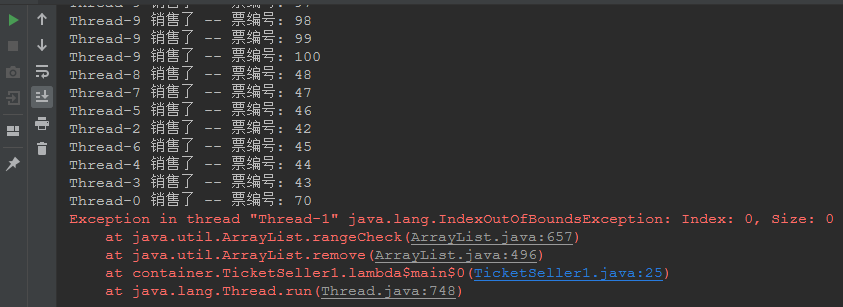 Thread-9 销售了 -- 票编号: 98
Thread-9 销售了 -- 票编号: 99
Thread-9 销售了 -- 票编号: 100
Thread-8 销售了 -- 票编号: 48
Thread-7 销售了 -- 票编号: 47
Thread-5 销售了 -- 票编号: 46
Thread-2 销售了 -- 票编号: 42
Thread-6 销售了 -- 票编号: 45
Thread-4 销售了 -- 票编号: 44
Thread-3 销售了 -- 票编号: 43
Thread-0 销售了 -- 票编号: 70
Exception in thread "Thread-1" java.lang.IndexOutOfBoundsException: Index: 0, Size: 0
at java.util.ArrayList.rangeCheck(ArrayList.java:657)
at java.util.ArrayList.remove(ArrayList.java:496)
at container.TicketSeller1.lambda$main$0(TicketSeller1.java:25)
at java.lang.Thread.run(Thread.java:748)